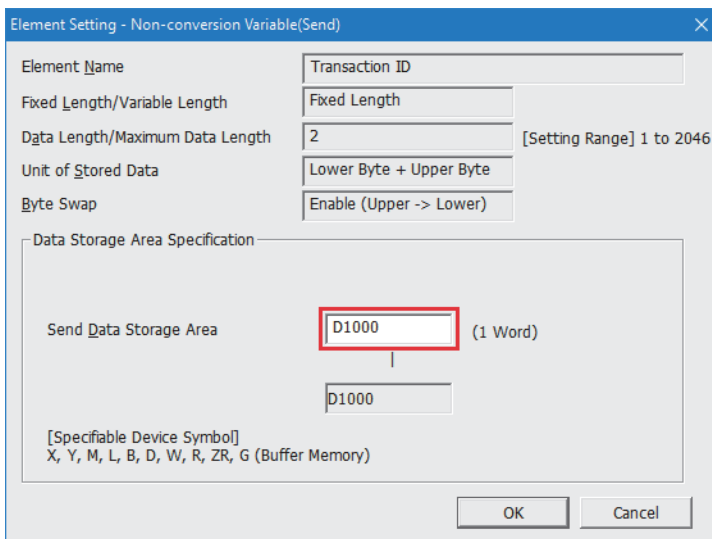 Element Setting - Non-conversion Variable(Send)
Element Name Transaction ID
Fixed Length/Variable Length Fixed Length
Data Length/Maximum Data Length 2 [Setting Range] 1 to 2046
Unit of Stored Data Lower Byte + Upper Byte
Byte Swap Enable (Upper -> Lower)
Data Storage Area Specification
Send Data Storage Area D1000 (1 Word)
|
D1000
[Specifiable Device Symbol]
X, Y, M, L, B, D, W, R, ZR, G (Buffer Memory)
OK Cancel